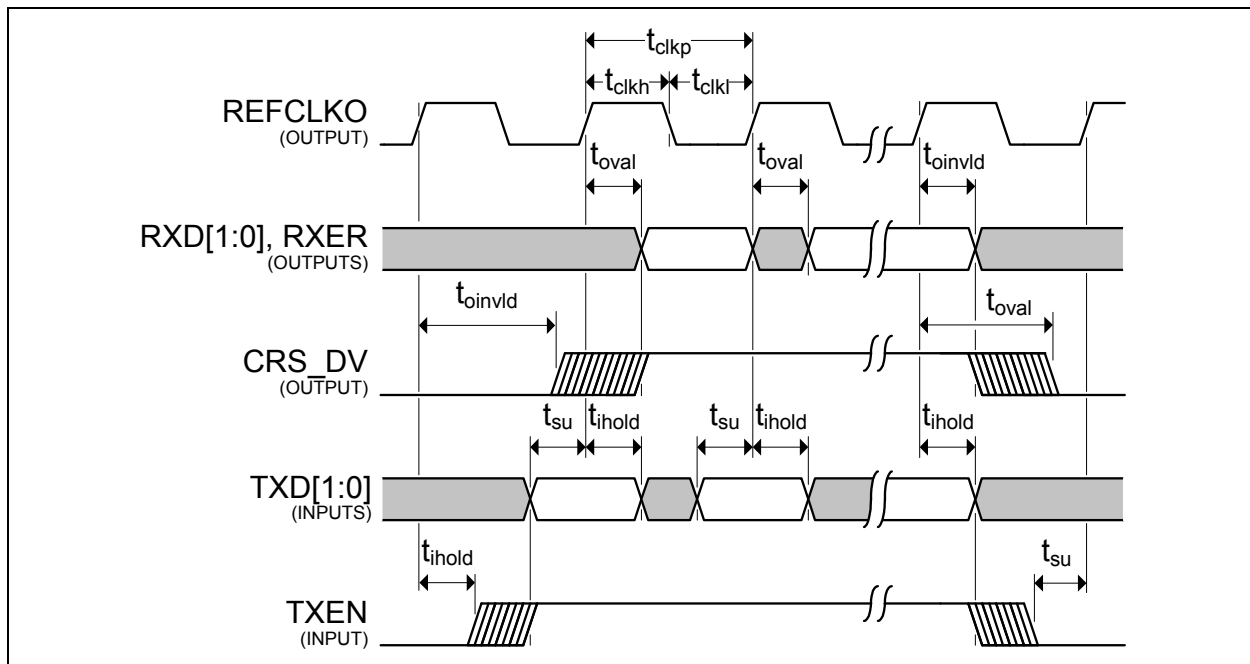 tclkp
tclkh tclkl
REFCLKO
(OUTPUT)
toval toval toinvld
RXD[1:0], RXER
(OUTPUTS)
toinvld toval
CRS_DV
(OUTPUT)
tsu tihold tsu tihold tihold
TXD[1:0]
(INPUTS)
tihold tsu
TXEN
(INPUT)